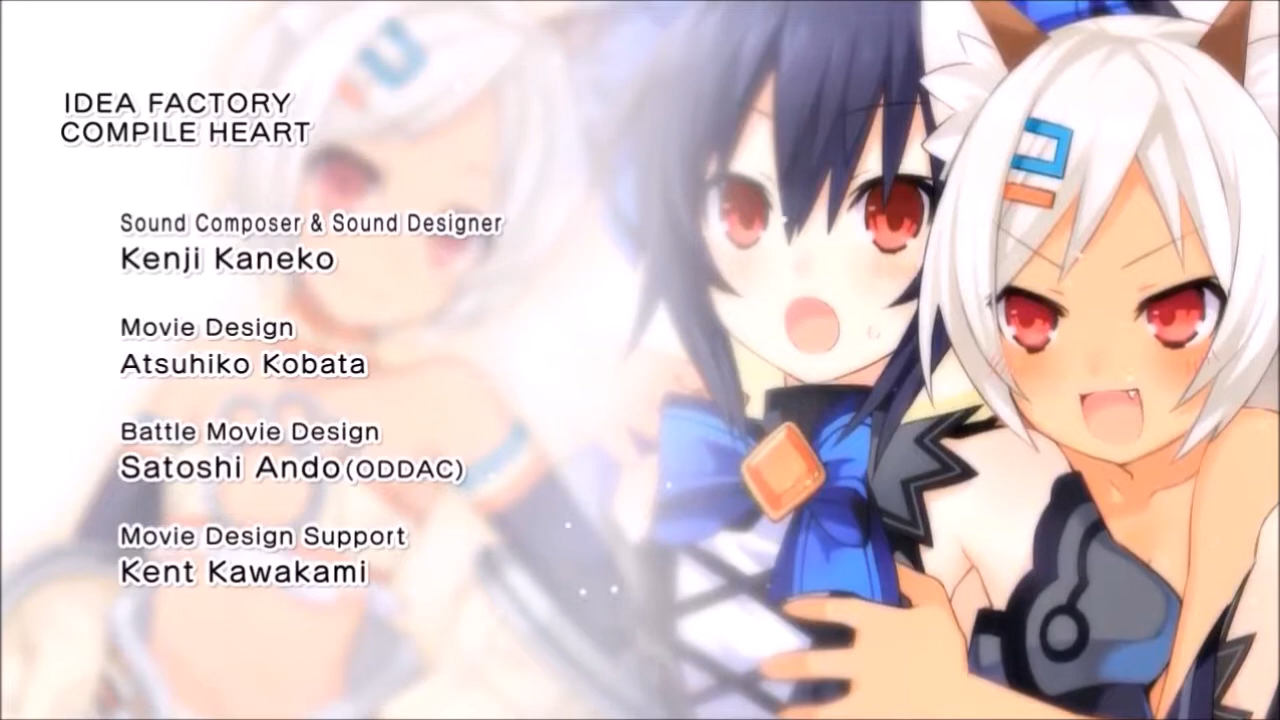 IDEA FACTORY
COMPILE HEART
Sound Composer & Sound Designer
Kenji Kaneko
Movie Design
Atsuhiko Kobata
Battle Movie Design
Satoshi Ando(ODDAC)
Movie Design Support
Kent Kawakami